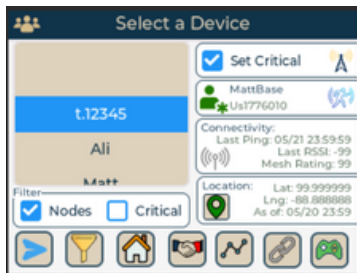 Select a Device
t.12345
Ali
Matt
Filter
Nodes
Critical
Set Critical
MattBase
Us1776010
Connectivity:
Last Ping: 05/21 23:59:59
Last RSSI: -99
Mesh Rating: 99
Location:
Lat: 99.999999
Lng: -88.888888
As of: 05/20 23:59